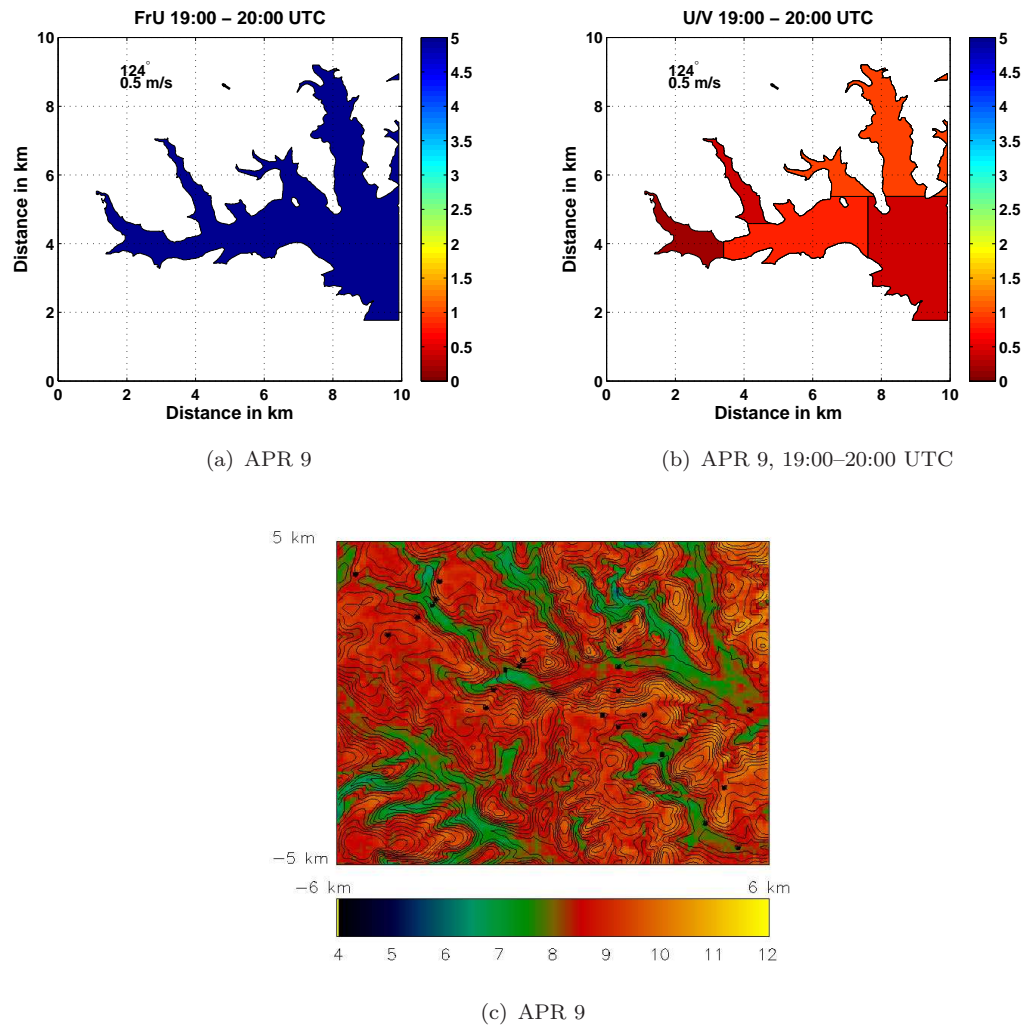 FrU 19:00 – 20:00 UTC
10
8
6
4
2
0
Distance in km
124°
0.5 m/s
0 2 4 6 8 10
Distance in km
5
4.5
4
3.5
3
2.5
2
1.5
1
0.5
0
(a) APR 9
U/V 19:00 – 20:00 UTC
10
8
6
4
2
0
Distance in km
124°
0.5 m/s
0 2 4 6 8 10
Distance in km
5
4.5
4
3.5
3
2.5
2
1.5
1
0.5
0
(b) APR 9, 19:00–20:00 UTC
5 km
−5 km
−6 km 6 km
4 5 6 7 8 9 10 11 12
(c) APR 9